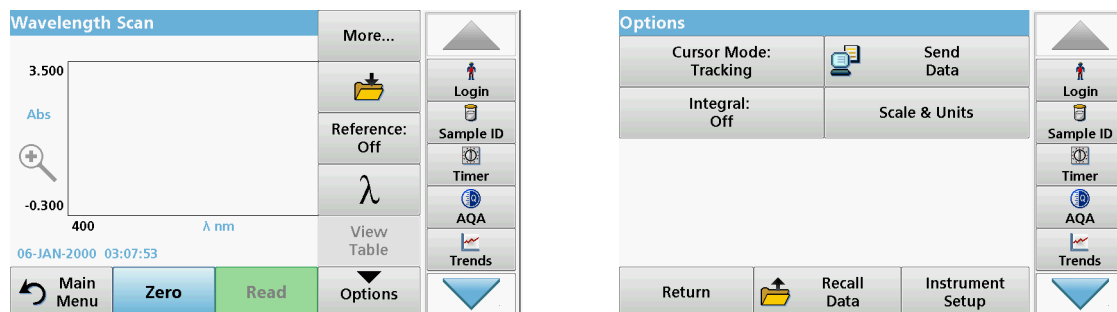 Wavelength Scan
More...
3.500
Abs
Reference:
Off
λ
-0.300
400
λ nm
View
Table
06-JAN-2000 03:07:53
Main
Menu
Zero
Read
Options
Login
Sample ID
Timer
AQA
Trends
Options
Cursor Mode:
Tracking
Send
Data
Integral:
Off
Scale & Units
Return
Recall
Data
Instrument
Setup
Login
Sample ID
Timer
AQA
Trends